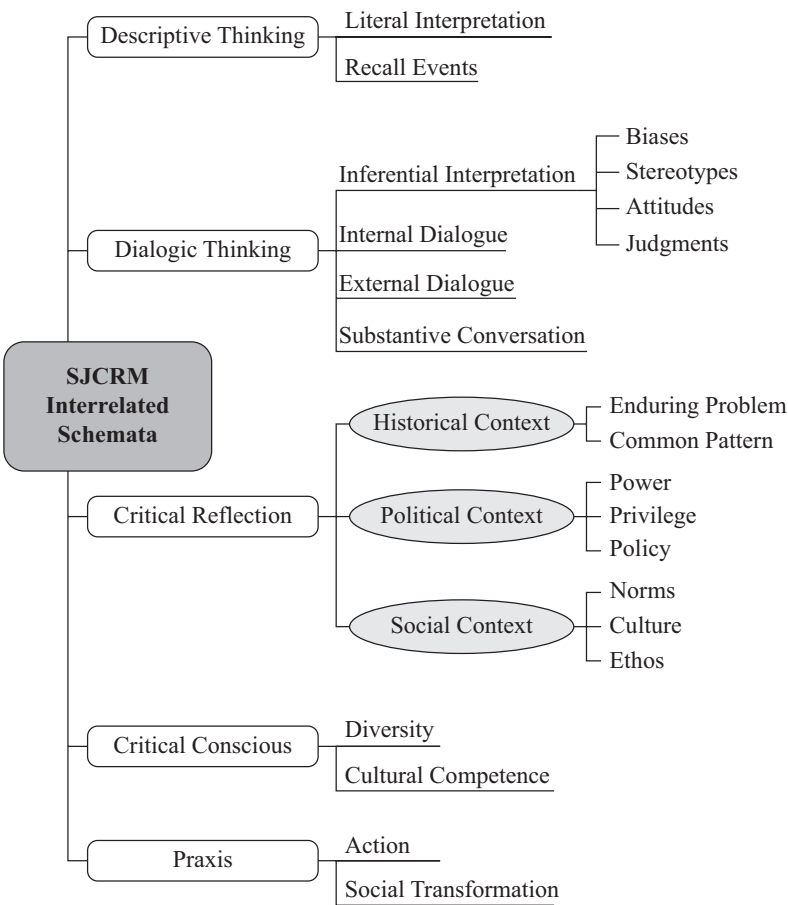 Descriptive Thinking
Literal Interpretation
Recall Events
Dialogic Thinking
Inferential Interpretation
Biases
Stereotypes
Attitudes
Judgments
Internal Dialogue
External Dialogue
Substantive Conversation
SJCRM
Interrelated
Schemata
Critical Reflection
Historical Context
Enduring Problem
Common Pattern
Political Context
Power
Privilege
Policy
Social Context
Norms
Culture
Ethos
Critical Conscious
Diversity
Cultural Competence
Praxis
Action
Social Transformation